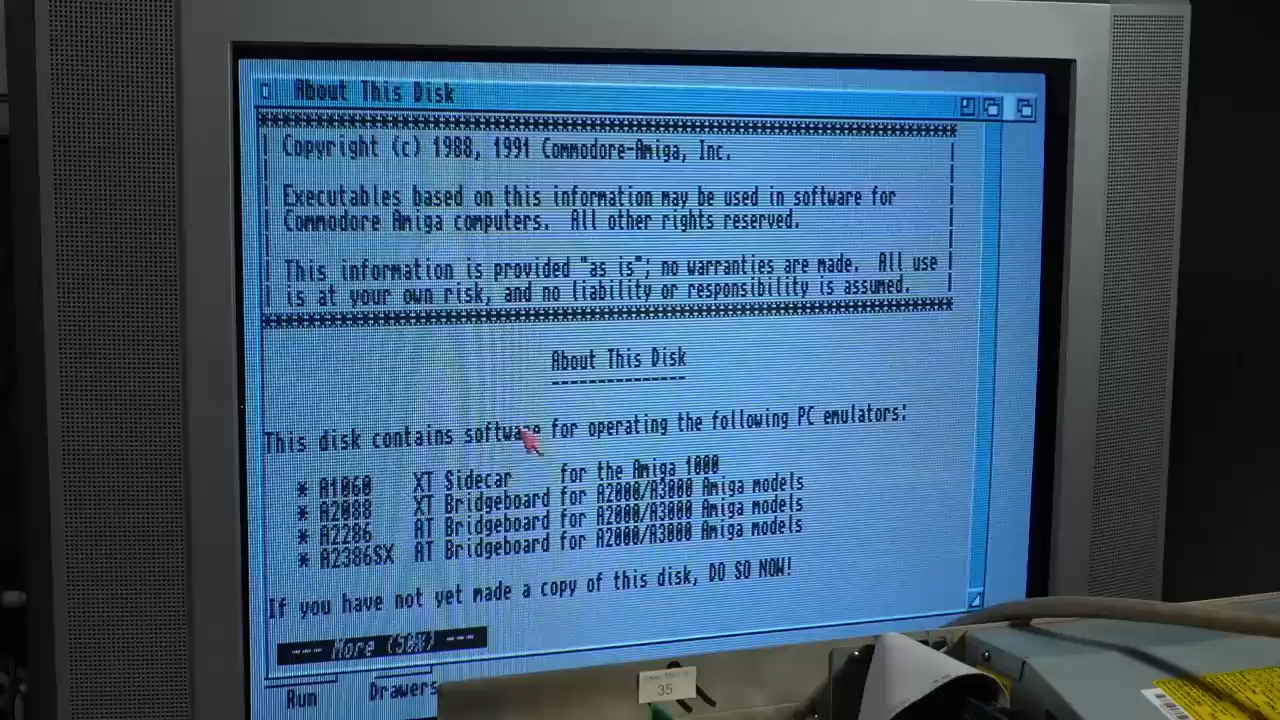 About This Disk
****************************************************************
Copyright (c) 1988, 1991 Commodore-Amiga, Inc.
Executables based on this information may be used in software for
Commodore Amiga computers. All other rights reserved.
This information is provided "as is"; no warranties are made. All use
is at your own risk, and no liability or responsibility is assumed.
****************************************************************
About This Disk
---------------
This disk contains software for operating the following PC emulators:
* A1060 XT Sidecar for the Amiga 1000
* A2088 XT Bridgeboard for A2000/A3000 Amiga models
* A2286 AT Bridgeboard for A2000/A3000 Amiga models
* A2386SX AT Bridgeboard for A2000/A3000 Amiga models
If you have not yet made a copy of this disk, DO SO NOW!
--- More (50%) ---
Run Drawers
35